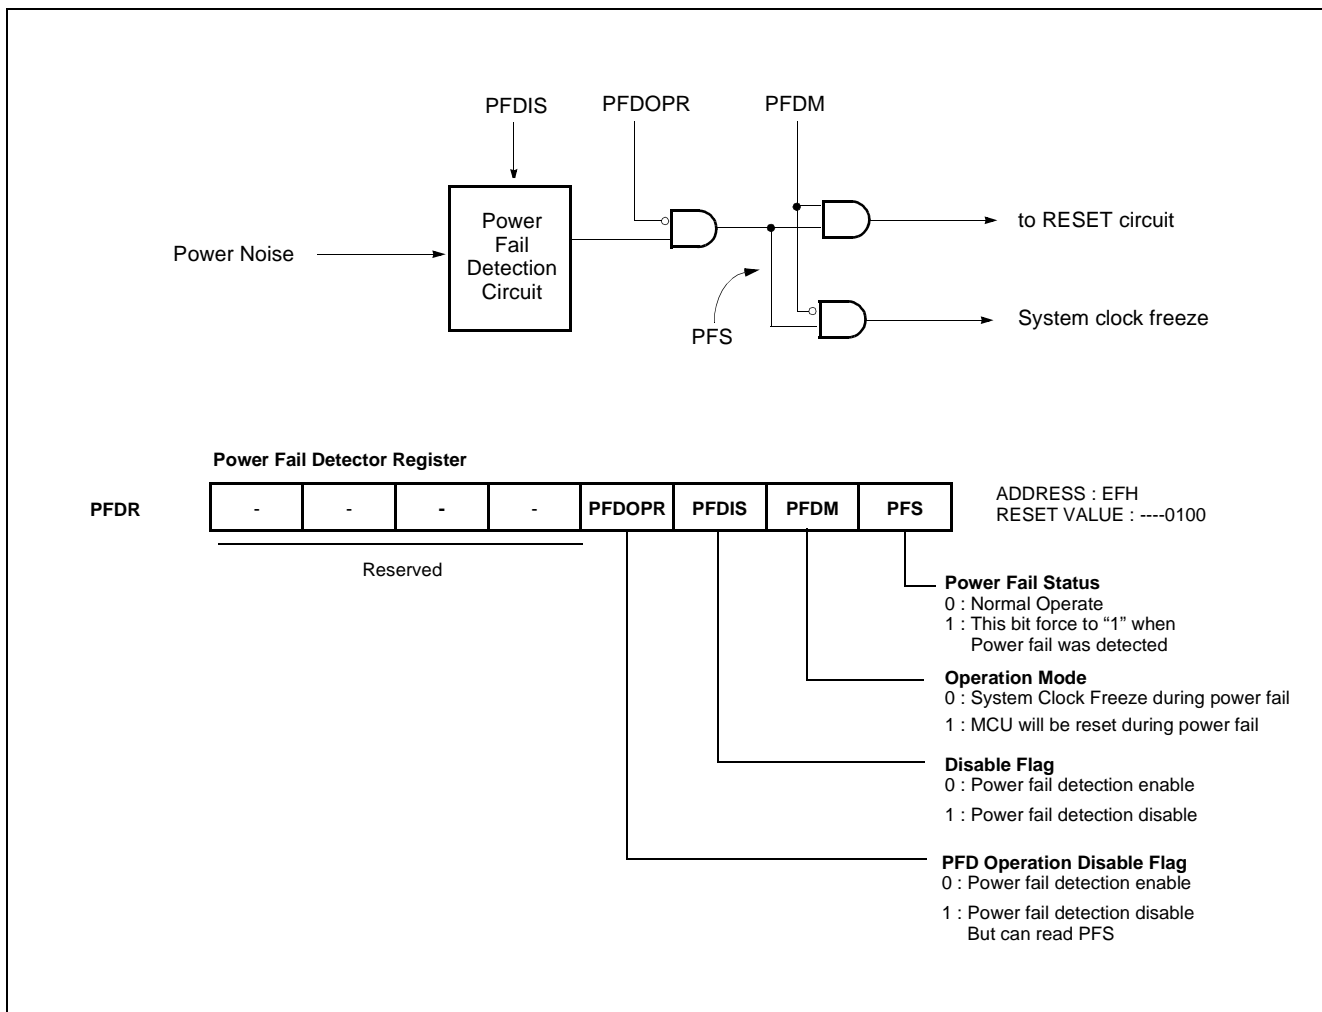 PFDIS PFDOPR PFDM
Power
Fail
Detection
Circuit
Power Noise
to RESET circuit
System clock freeze
PFS
Power Fail Detector Register
PFDR
- - - - PFDOPR PFDIS PFDM PFS
ADDRESS : EFH
RESET VALUE : ----0100
Reserved
Power Fail Status
0 : Normal Operate
1 : This bit force to “1” when
Power fail was detected
Operation Mode
0 : System Clock Freeze during power fail
1 : MCU will be reset during power fail
Disable Flag
0 : Power fail detection enable
1 : Power fail detection disable
PFD Operation Disable Flag
0 : Power fail detection enable
1 : Power fail detection disable
But can read PFS